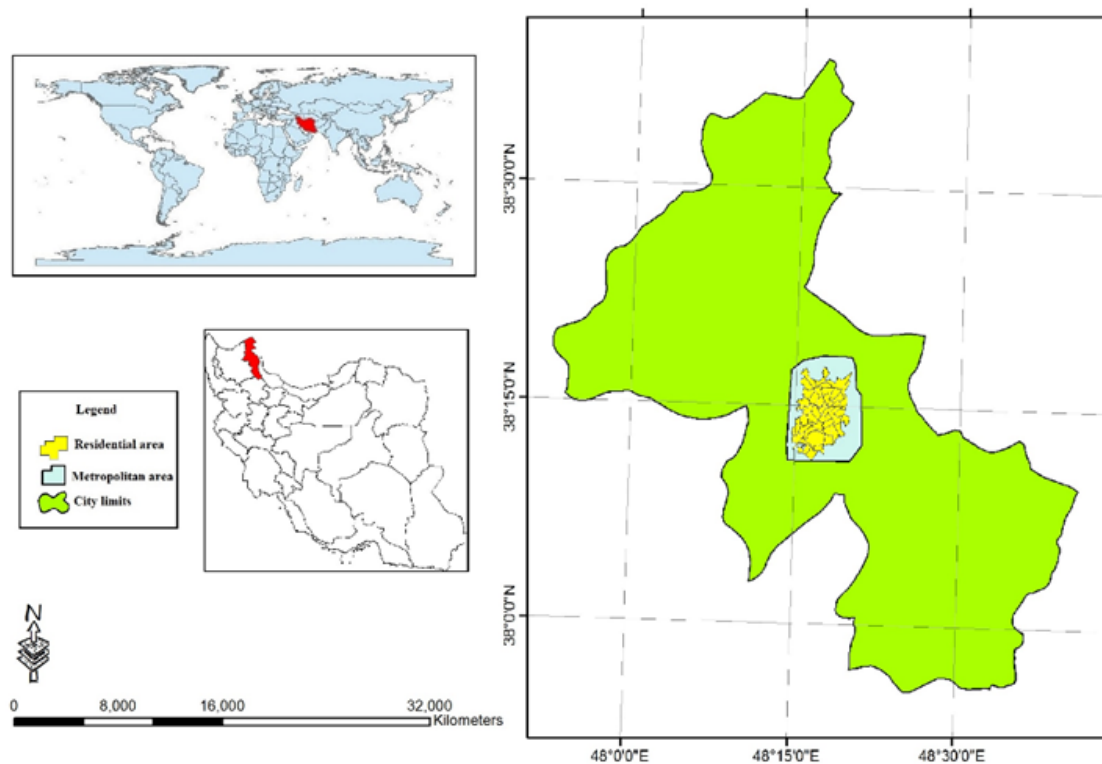 38°30'0"N
38°15'0"N
38°0'0"N
Legend
Residential area
Metropolitan area
City limits
N
0 8,000 16,000 32,000
Kilometers
48°0'0"E 48°15'0"E 48°30'0"E